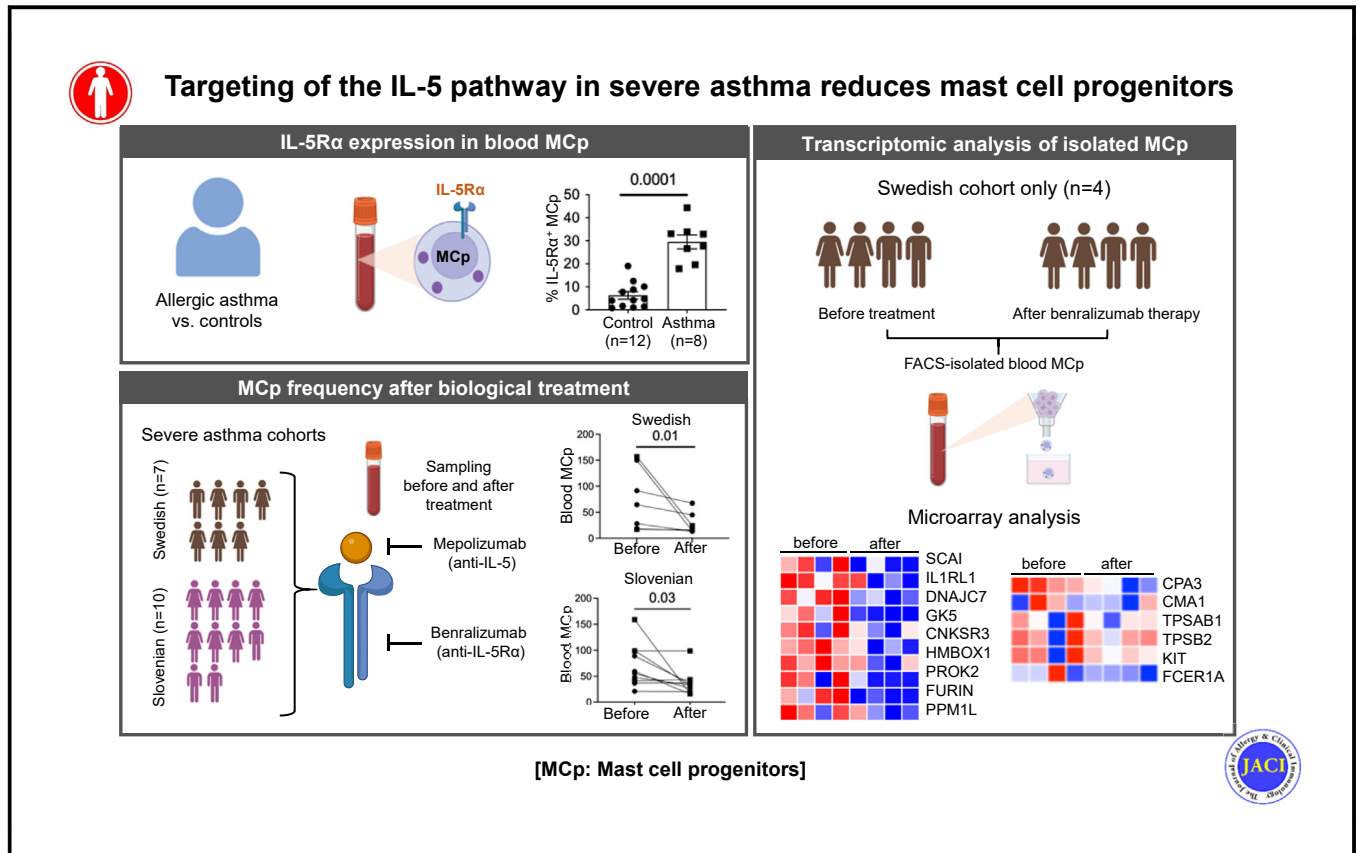 Targeting of the IL-5 pathway in severe asthma reduces mast cell progenitors
IL-5Rα expression in blood MCp
Allergic asthma
vs. controls
IL-5Rα
MCp
% IL-5Rα⁺ MCp
0.0001
50
40
30
20
10
0
Control
(n=12)
Asthma
(n=8)
MCp frequency after biological treatment
Severe asthma cohorts
Swedish (n=7)
Slovenian (n=10)
Sampling
before and after
treatment
Mepolizumab
(anti-IL-5)
Benralizumab
(anti-IL-5Rα)
Swedish
0.01
Blood MCp
200
150
100
50
0
Before
After
Slovenian
0.03
Blood MCp
200
150
100
50
0
Before
After
Transcriptomic analysis of isolated MCp
Swedish cohort only (n=4)
Before treatment
After benralizumab therapy
FACS-isolated blood MCp
Microarray analysis
before
after
SCAI
IL1RL1
DNAJC7
GK5
CNKSR3
HMBOX1
PROK2
FURIN
PPM1L
before
after
CPA3
CMA1
TPSAB1
TPSB2
KIT
FCER1A
[MCp: Mast cell progenitors]
The Journal of Allergy & Clinical Immunology
JACI